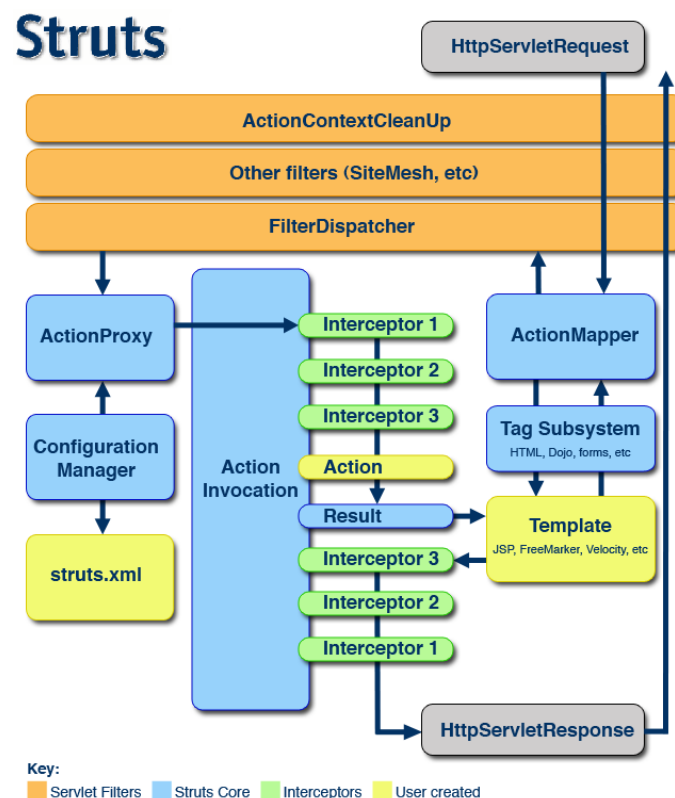 Struts
HttpServletRequest
ActionContextCleanUp
Other filters (SiteMesh, etc)
FilterDispatcher
ActionProxy
Interceptor 1
ActionMapper
Interceptor 2
Interceptor 3
Configuration
Manager
Tag Subsystem
HTML, Dojo, forms, etc
Action
Invocation
Action
Result
Template
JSP, FreeMarker, Velocity, etc
struts.xml
Interceptor 3
Interceptor 2
Interceptor 1
HttpServletResponse
Key:
Servlet Filters Struts Core Interceptors User created